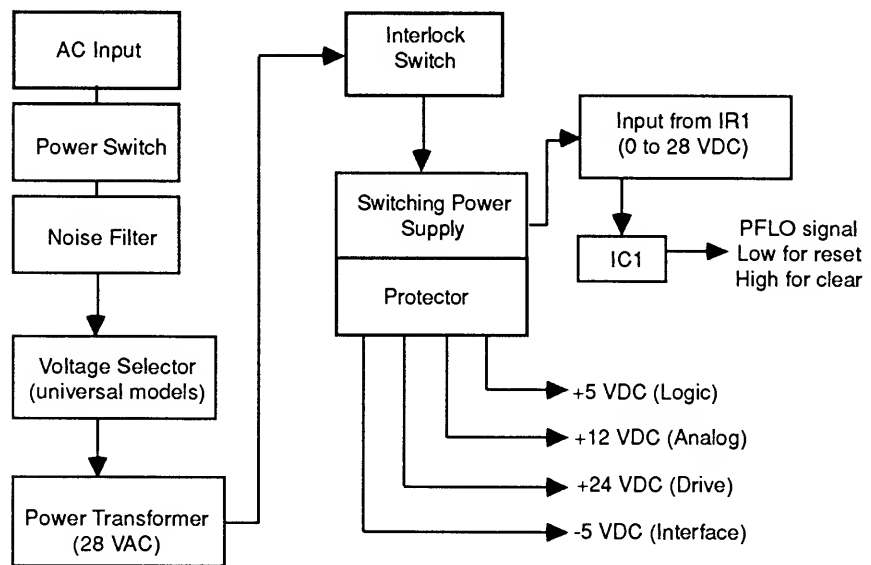 AC Input
Power Switch
Noise Filter
Voltage Selector
(universal models)
Power Transformer
(28 VAC)
Interlock
Switch
Switching Power
Supply
Protector
Input from IR1
(0 to 28 VDC)
IC1
PFLO signal
Low for reset
High for clear
+5 VDC (Logic)
+12 VDC (Analog)
+24 VDC (Drive)
-5 VDC (Interface)